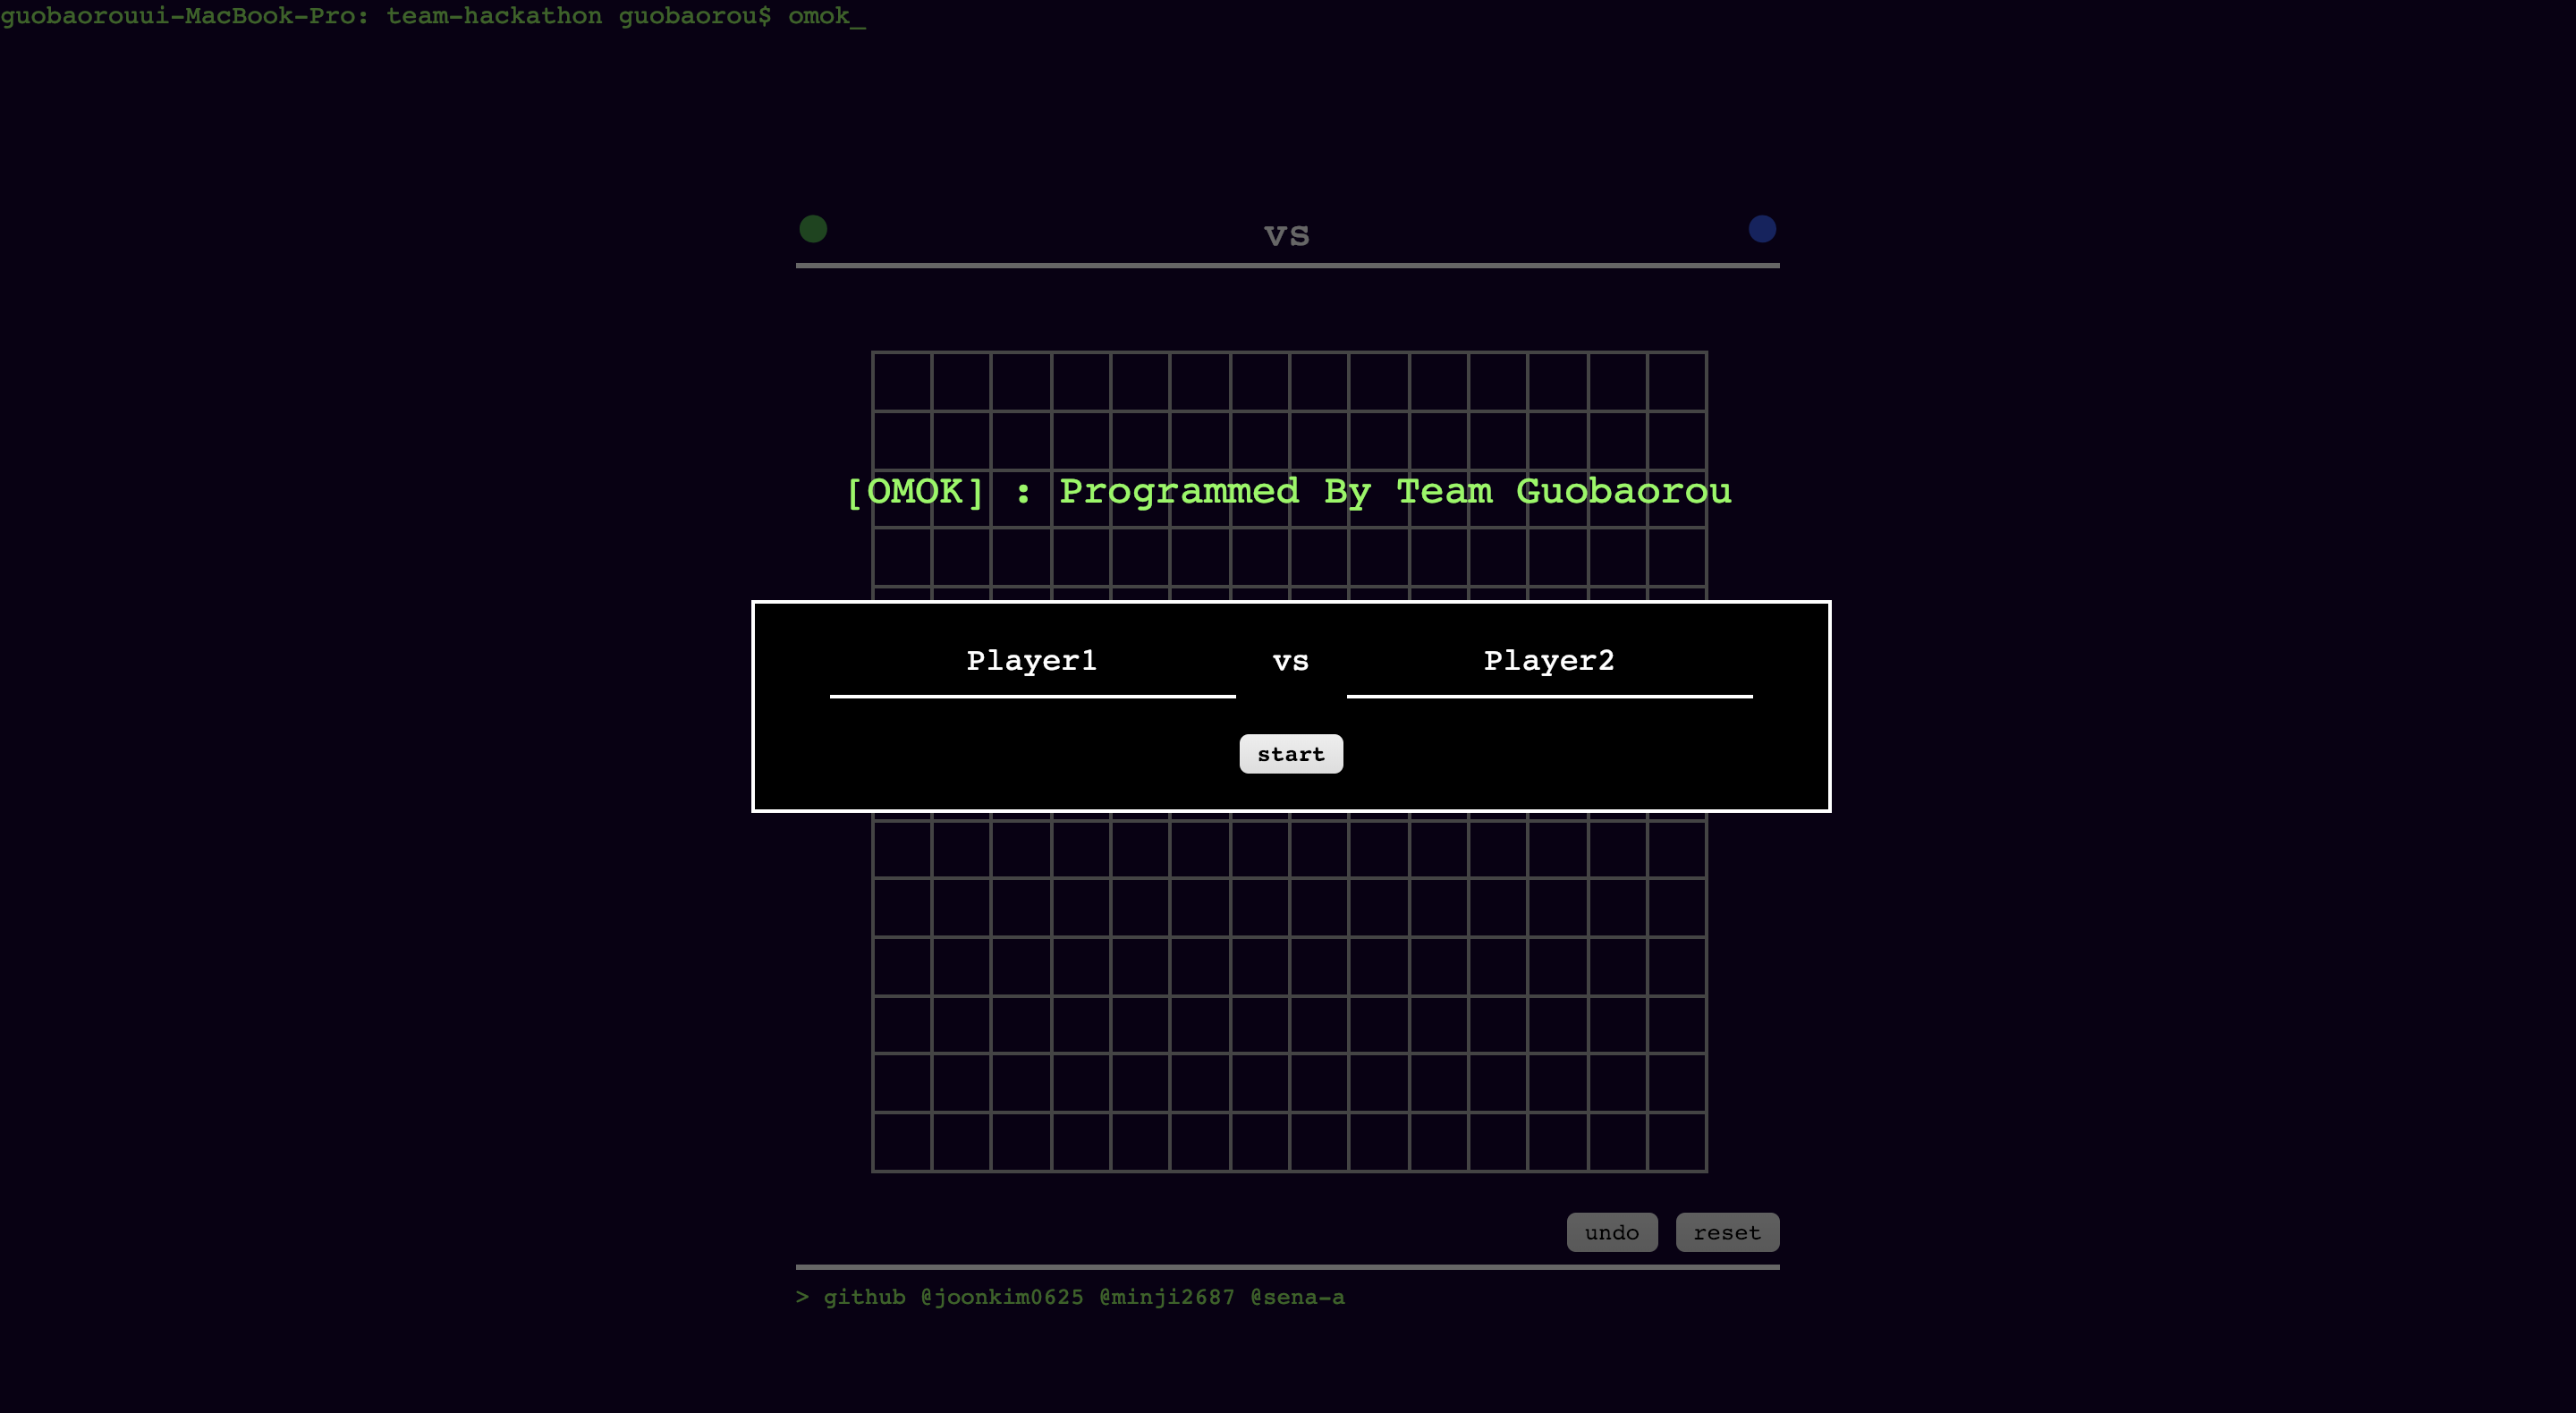 guobaorouui-MacBook-Pro: team-hackathon guobaorou$ omok_
vs
[OMOK] : Programmed By Team Guobaorou
Player1 vs Player2
start
undo reset
> github @joonkim0625 @minji2687 @sena-a